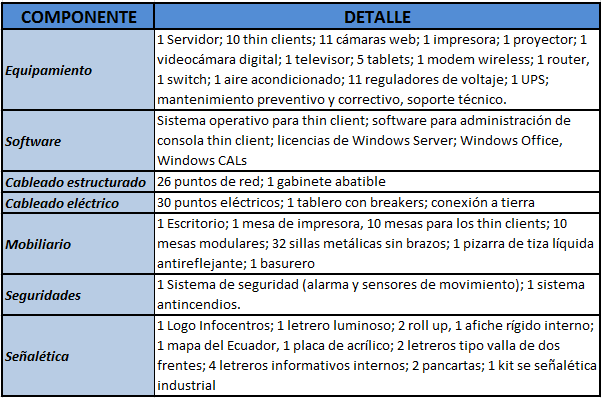 COMPONENTE DETALLE
Equipamiento
1 Servidor; 10 thin clients; 11 cámaras web; 1 impresora; 1 proyector; 1
videocámara digital; 1 televisor; 5 tablets; 1 modem wireless; 1 router,
1 switch; 1 aire acondicionado; 11 reguladores de voltaje; 1 UPS;
mantenimiento preventivo y correctivo, soporte técnico.
Software
Sistema operativo para thin client; software para administración de
consola thin client; licencias de Windows Server; Windows Office,
Windows CALs
Cableado estructurado 26 puntos de red; 1 gabinete abatible
Cableado eléctrico 30 puntos eléctricos; 1 tablero con breakers; conexión a tierra
Mobiliario
1 Escritorio; 1 mesa de impresora, 10 mesas para los thin clients; 10
mesas modulares; 32 sillas metálicas sin brazos; 1 pizarra de tiza líquida
antireflejante; 1 basurero
Seguridades
1 Sistema de seguridad (alarma y sensores de movimiento); 1 sistema
antincendios.
Señalética
1 Logo Infocentros; 1 letrero luminoso; 2 roll up, 1 afiche rígido interno;
1 mapa del Ecuador, 1 placa de acrílico; 2 letreros tipo valla de dos
frentes; 4 letreros informativos internos; 2 pancartas; 1 kit se señalética
industrial